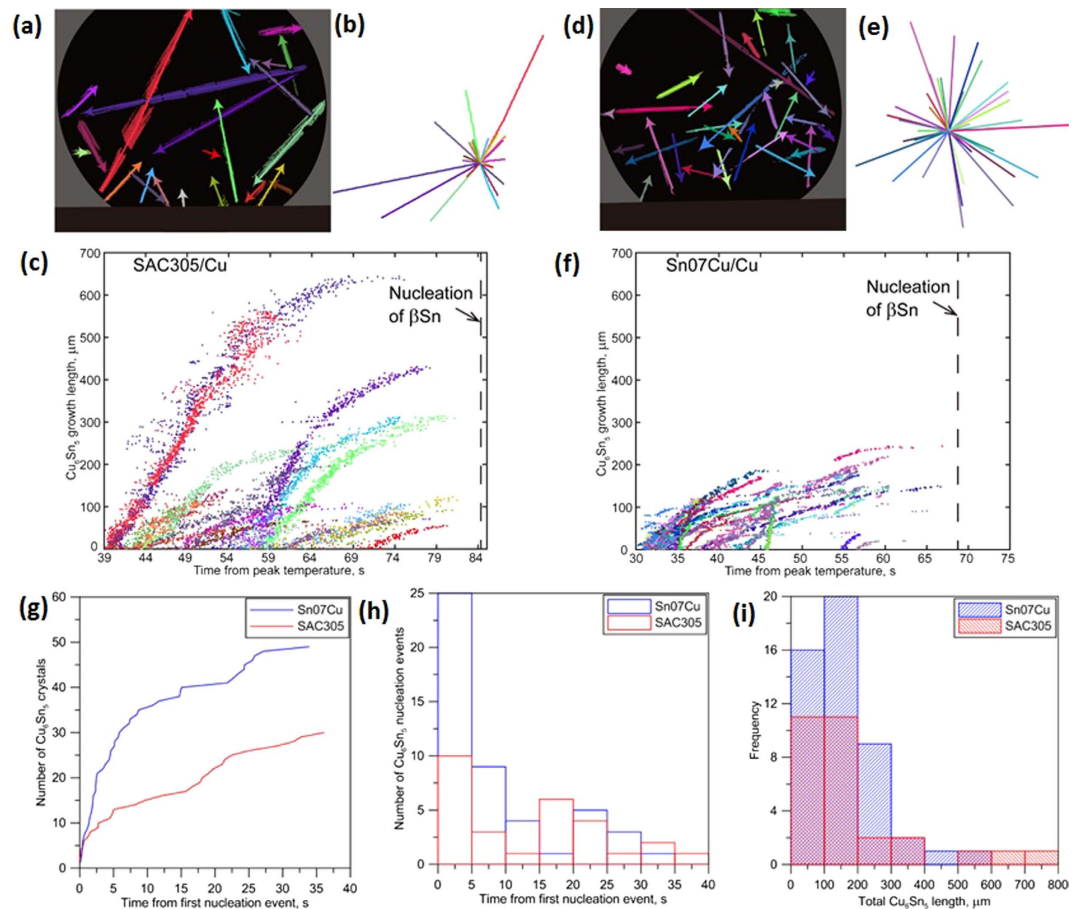 (a)
(b)
(d)
(e)
(c)
700
600
500
400
300
200
100
0
Cu6Sn5 growth length, μm
SAC305/Cu
Nucleation
of βSn
39 44 49 54 59 64 69 74 79 84
Time from peak temperature, s
(f)
700
600
500
400
300
200
100
0
Cu6Sn5 growth length, μm
Sn07Cu/Cu
Nucleation
of βSn
30 35 40 45 50 55 60 65 70 75
Time from peak temperature, s
(g)
60
50
40
30
20
10
0
Number of Cu6Sn5 crystals
Sn07Cu
SAC305
0 5 10 15 20 25 30 35 40
Time from first nucleation event, s
(h)
25
20
15
10
5
0
Number of Cu6Sn5 nucleation events
Sn07Cu
SAC305
0 5 10 15 20 25 30 35 40
Time from first nucleation event, s
(i)
20
16
12
8
4
0
Frequency
Sn07Cu
SAC305
0 100 200 300 400 500 600 700 800
Total Cu6Sn5 length, μm